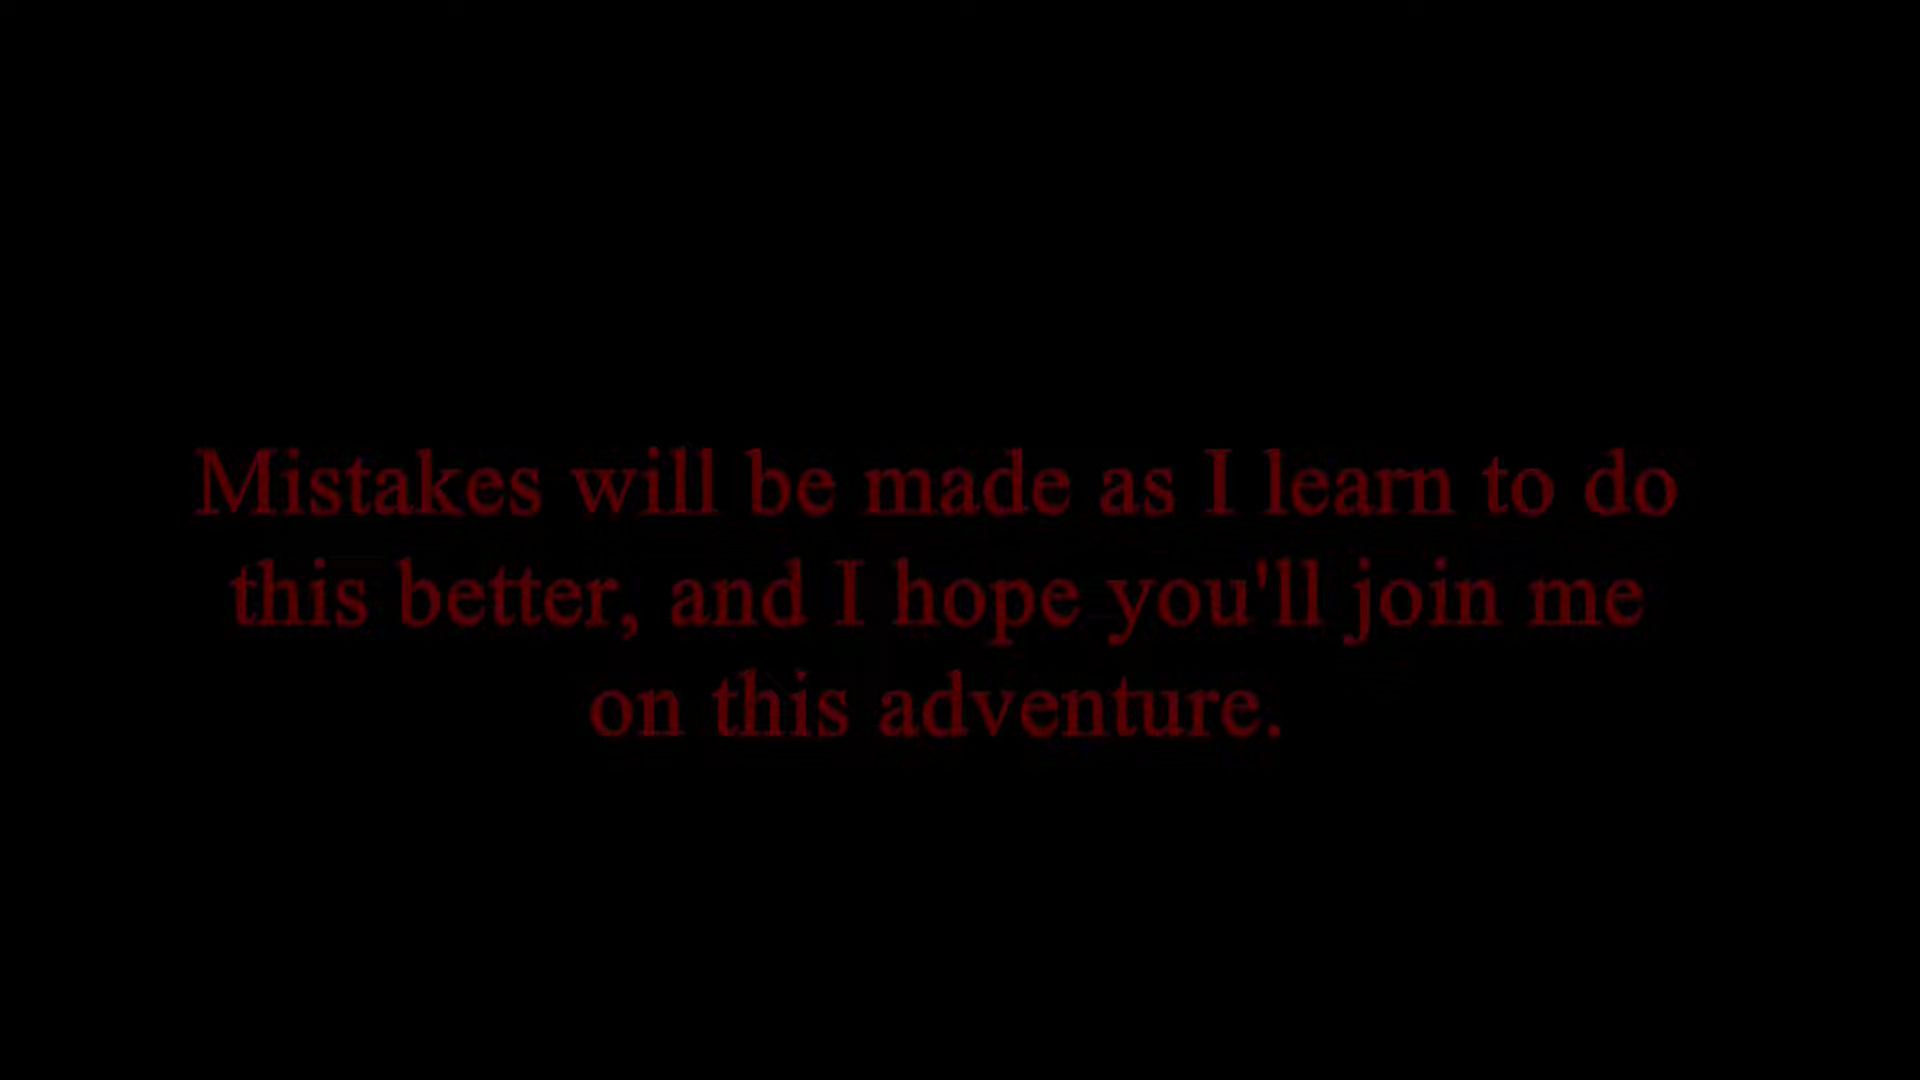 Mistakes will be made as I learn to do
this better, and I hope you'll join me
on this adventure.